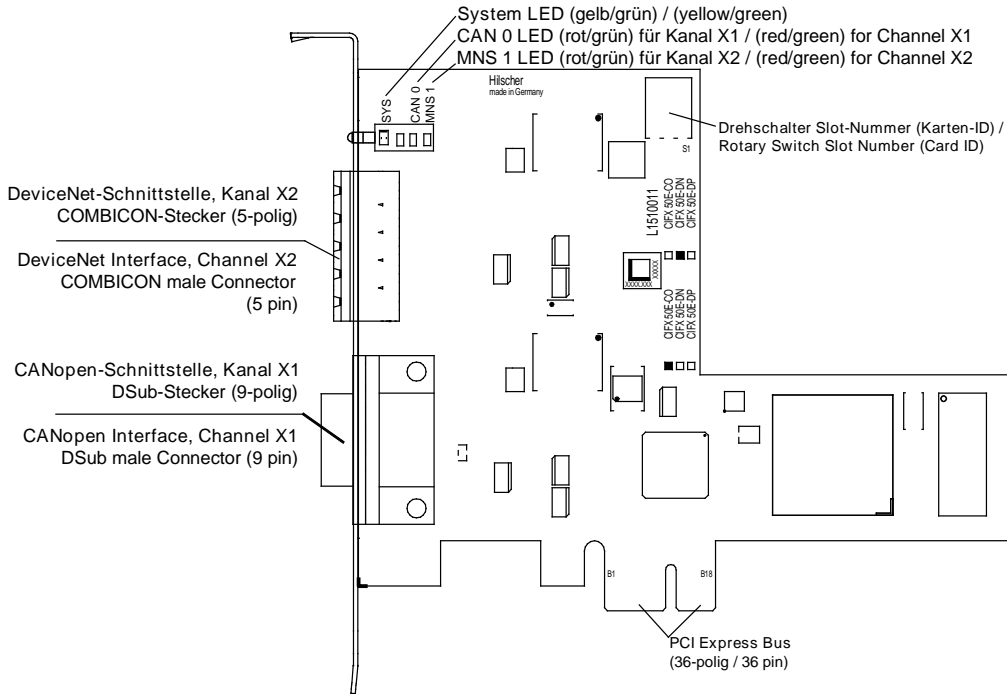 System LED (gelb/grün) / (yellow/green)
CAN 0 LED (rot/grün) für Kanal X1 / (red/green) for Channel X1
MNS 1 LED (rot/grün) für Kanal X2 / (red/green) for Channel X2
SYS
CAN 0
MNS 1
Hilscher
made in Germany
S1
Drehschalter Slot-Nummer (Karten-ID) /
Rotary Switch Slot Number (Card ID)
DeviceNet-Schnittstelle, Kanal X2
COMBICON-Stecker (5-polig)
DeviceNet Interface, Channel X2
COMBICON male Connector
(5 pin)
L1510011
CIFX 50E-CO
CIFX 50E-DN
CIFX 50E-DP
XXXXX
XXXXXXX
CIFX 50E-CO
CIFX 50E-DN
CIFX 50E-DP
CANopen-Schnittstelle, Kanal X1
DSub-Stecker (9-polig)
CANopen Interface, Channel X1
DSub male Connector (9 pin)
B1
B18
PCI Express Bus
(36-polig / 36 pin)